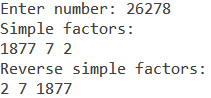 Enter number: 26278
Simple factors:
1877 7 2
Reverse simple factors:
2 7 1877